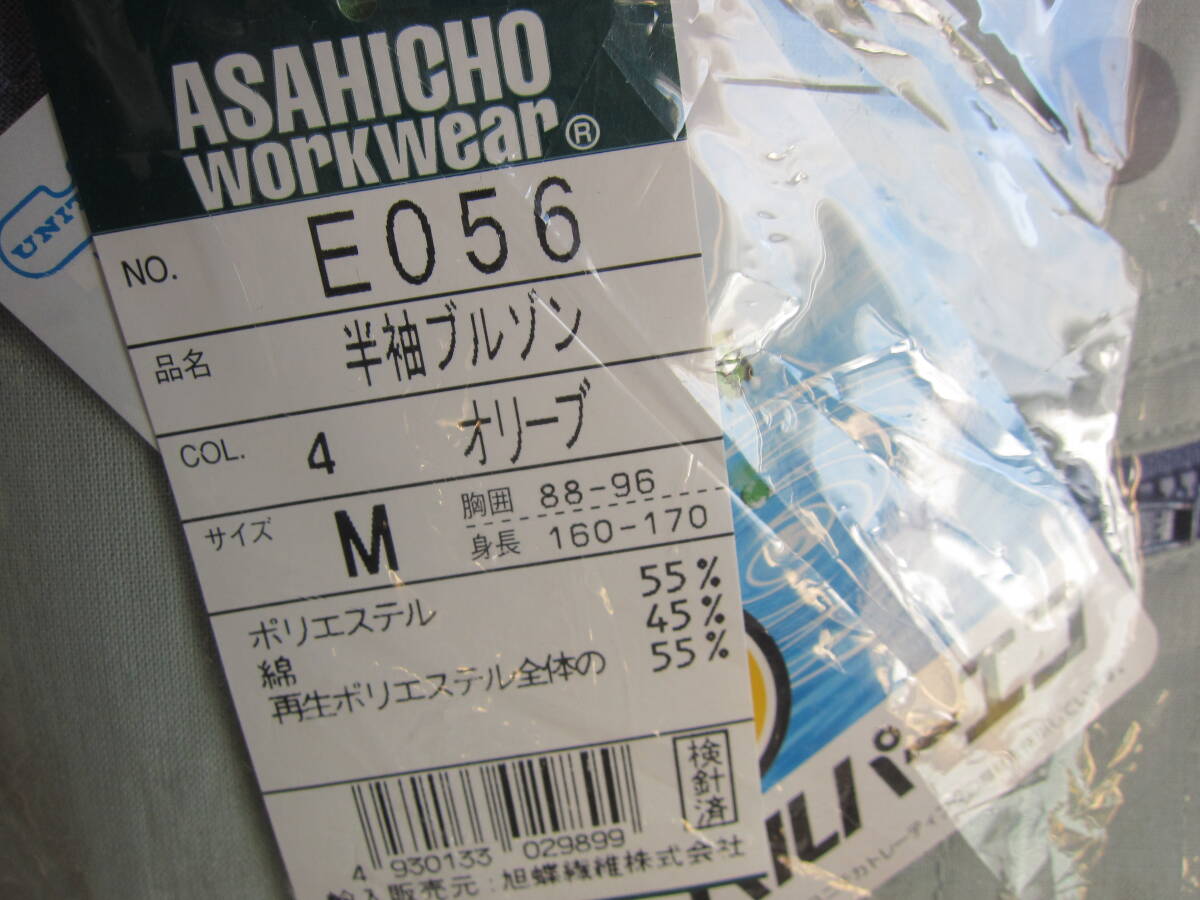 ASAHICHO
workwear®
NO. E056
品名 半袖ブルゾン
COL. 4 オリーブ
サイズ M 胸囲 88-96
身長 160-170
ポリエステル 55%
綿 45%
再生ポリエステル全体の 55%
検針済
4 930133 029899
輸入販売元:旭蝶繊維株式会社
UNIT